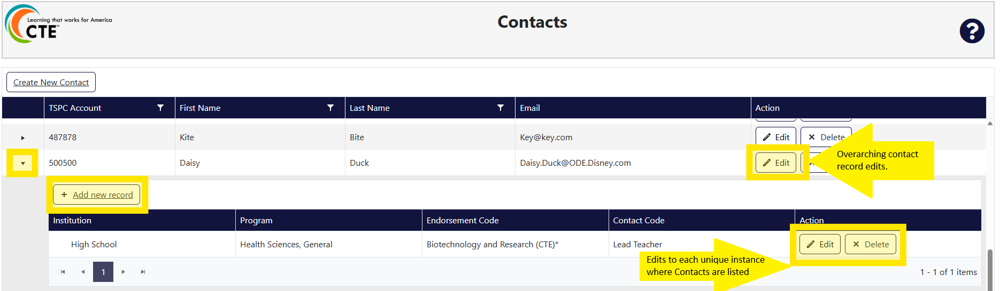 Learning that works for America
CTE™
Contacts
?
Create New Contact
TSPC Account First Name Last Name Email Action
487878 Kite Bite Key@key.com Edit Delete
500500 Daisy Duck Daisy.Duck@ODE.Disney.com Edit
Overarching contact
record edits.
+ Add new record
Institution Program Endorsement Code Contact Code Action
High School Health Sciences, General Biotechnology and Research (CTE)* Lead Teacher Edit Delete
Edits to each unique instance
where Contacts are listed
1
1 - 1 of 1 items